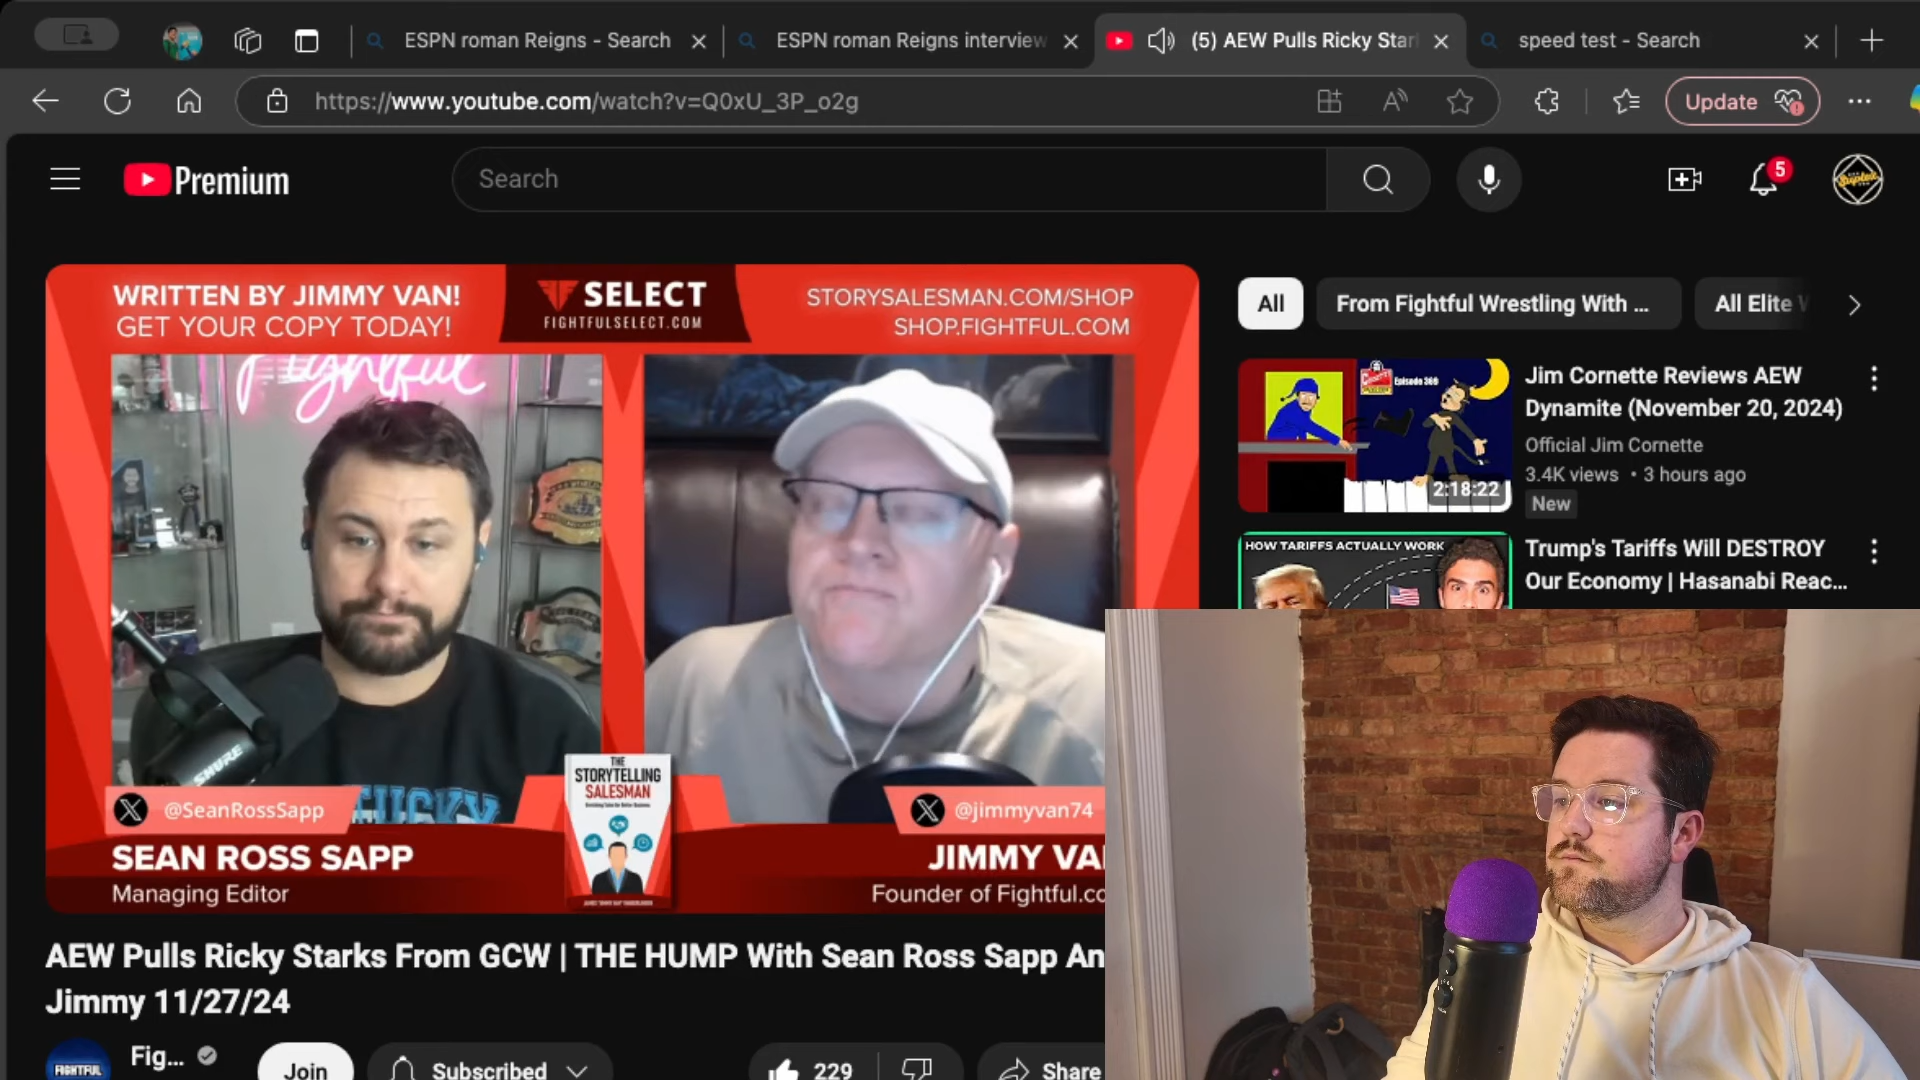 ESPN roman Reigns - Search
ESPN roman Reigns interview
(5) AEW Pulls Ricky Star
speed test - Search
https://www.youtube.com/watch?v=Q0xU_3P_o2g
Update
Premium
Search
5
WRITTEN BY JIMMY VAN!
GET YOUR COPY TODAY!
SELECT
FIGHTFULSELECT.COM
STORYSALESMAN.COM/SHOP
SHOP.FIGHTFUL.COM
Fightful
SHURE
THE
STORYTELLING
SALESMAN
@SeanRossSapp
@jimmyvan74
SEAN ROSS SAPP
Managing Editor
JIMMY VA
Founder of Fightful.co
AEW Pulls Ricky Starks From GCW | THE HUMP With Sean Ross Sapp An
Jimmy 11/27/24
FIGHTFUL
Fig...
Join
Subscribed
229
Share
All
From Fightful Wrestling With ...
All Elite W
Episode 369
2:18:22
Jim Cornette Reviews AEW
Dynamite (November 20, 2024)
Official Jim Cornette
3.4K views • 3 hours ago
New
HOW TARIFFS ACTUALLY WORK
Trump's Tariffs Will DESTROY
Our Economy | Hasanabi Reac...